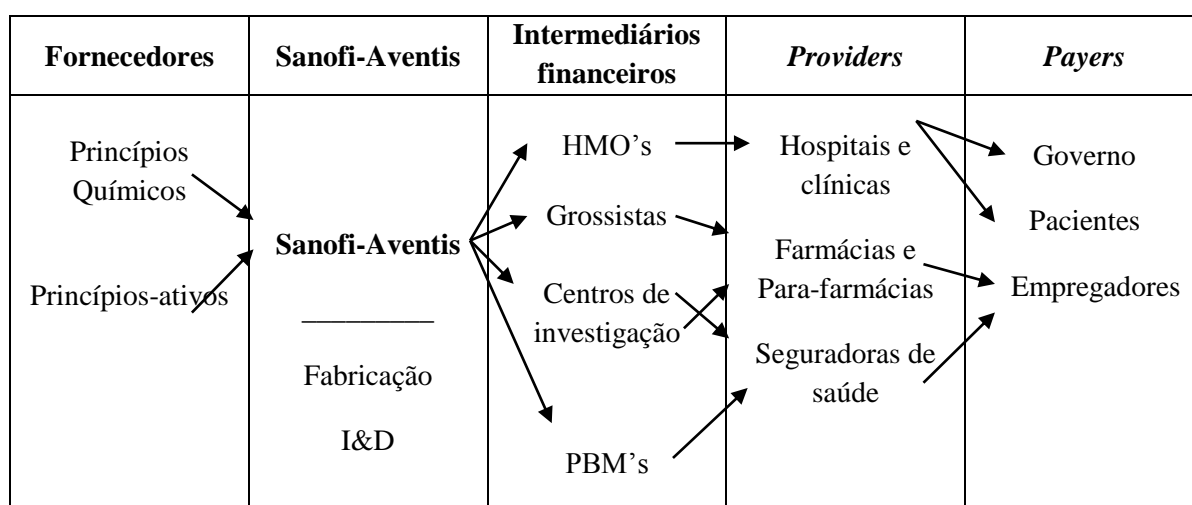 Fornecedores
Sanofi-Aventis
Intermediários
financeiros
Providers
Payers
Princípios
Químicos
Princípios-ativos
Sanofi-Aventis
Fabricação
I&D
HMO’s
Grossistas
Centros de
investigação
PBM’s
Hospitais e
clínicas
Farmácias e
Para-farmácias
Seguradoras de
saúde
Governo
Pacientes
Empregadores